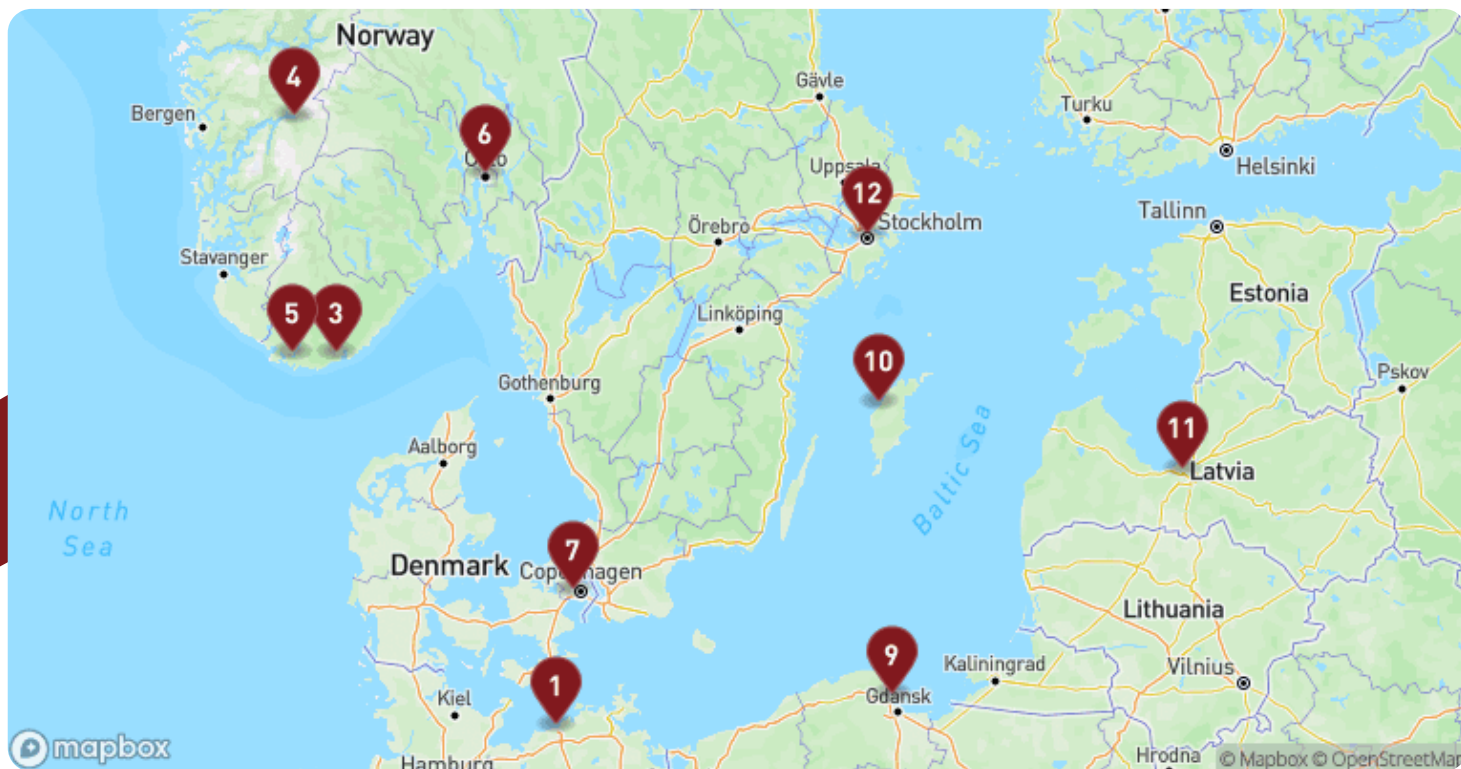 Norway
4
Gävle
Bergen
Turku
6
Helsinki
Uppsala
12
Tallinn
Stockholm
Örebro
Stavanger
Estonia
5
3
Linköping
10
Pskov
Gothenburg
11
Aalborg
Latvia
Baltic Sea
North
Sea
7
Denmark
Copenhagen
Lithuania
9
Kaliningrad
Vilnius
1
Gdansk
Kiel
mapbox
Hrodna
Hamburg
© Mapbox © OpenStreetMap